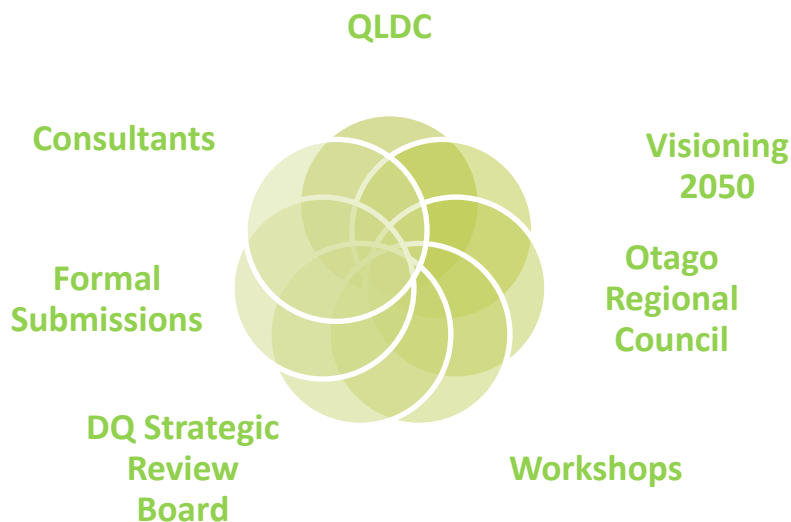 QLDC
Consultants
Visioning
2050
Formal
Submissions
Otago
Regional
Council
DQ Strategic
Review
Board
Workshops